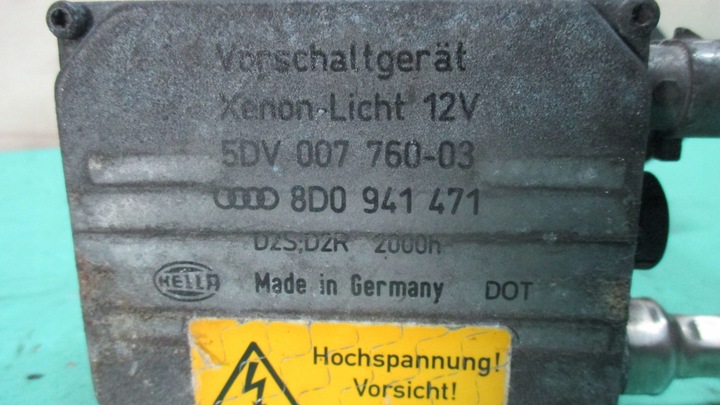 Vorschaltgerät
Xenon-Licht 12V
5DV 007 760-03
8D0 941 471
D2S;D2R 2000h
HELLA Made in Germany DOT
Hochspannung!
Vorsicht!